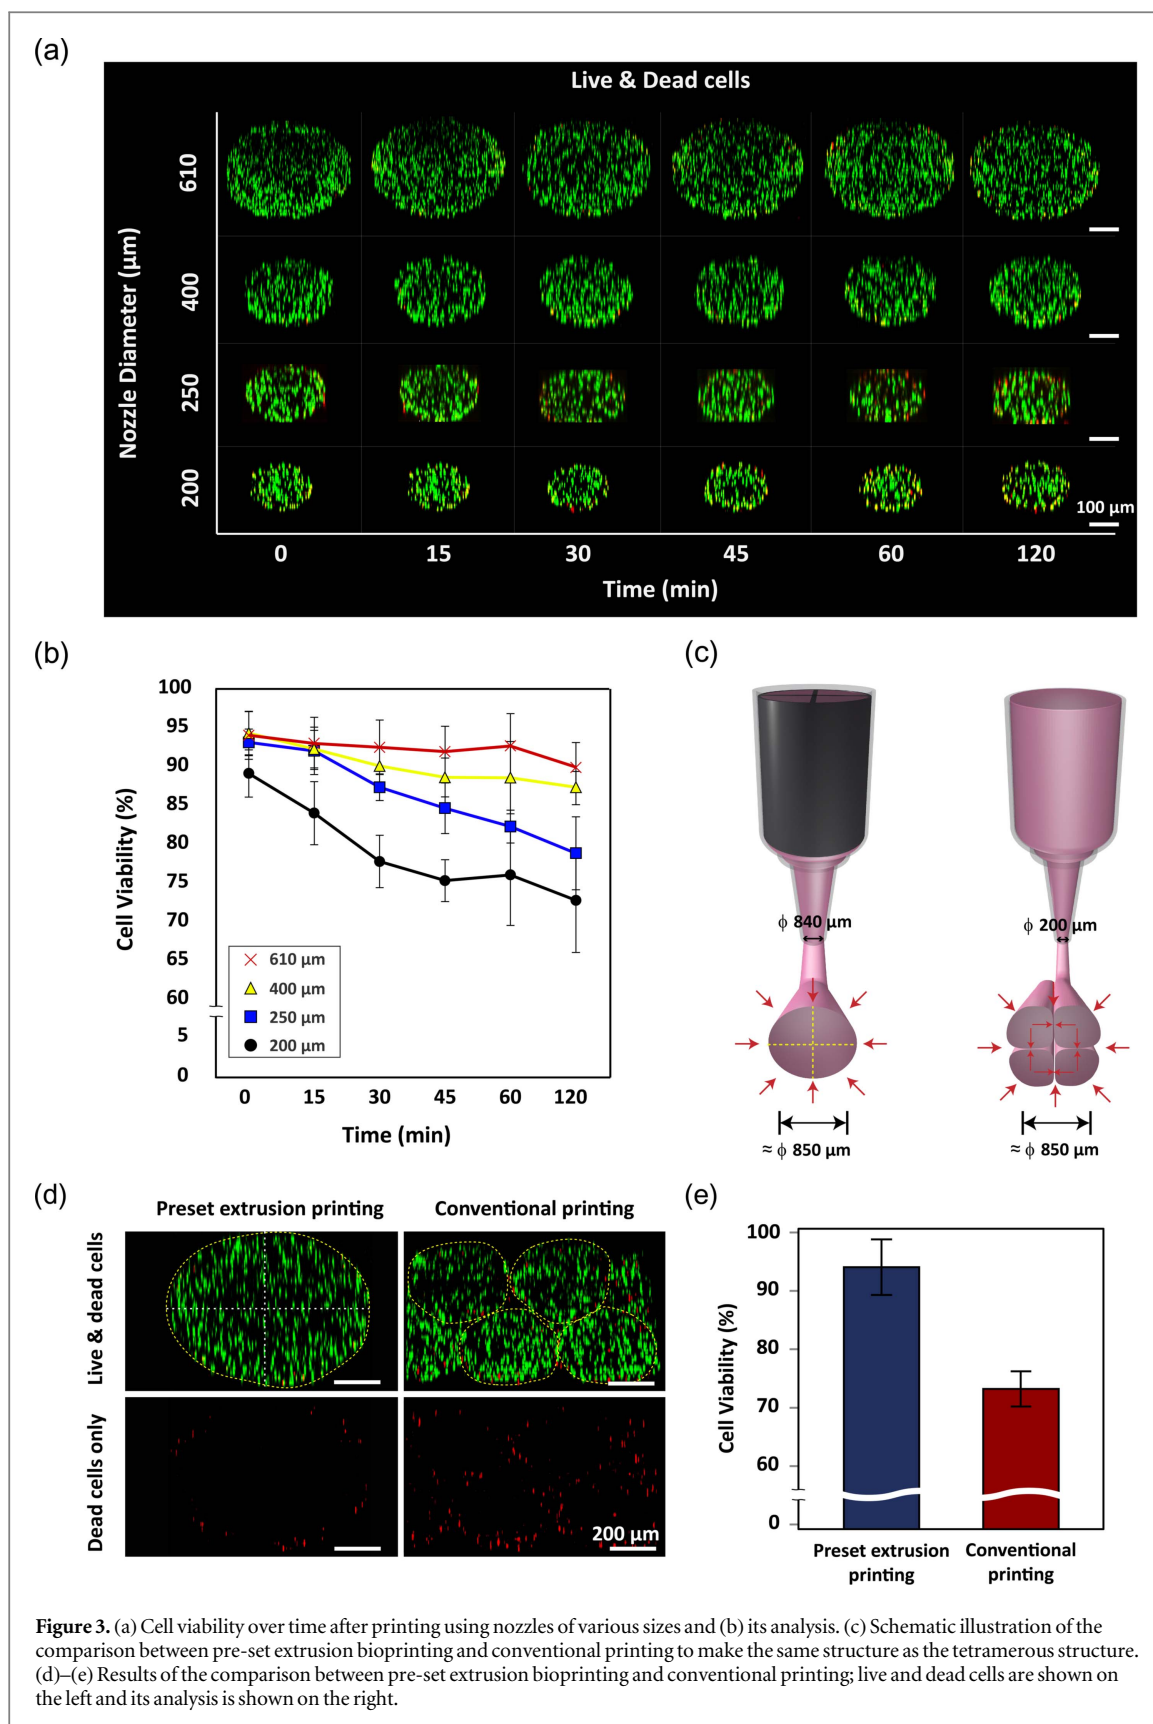 (a)
Live & Dead cells
Nozzle Diameter (μm)
610
400
250
200
100 μm
0 15 30 45 60 120
Time (min)
(b)
Cell Viability (%)
100
95
90
85
80
75
70
65
60
5
0
610 μm
400 μm
250 μm
200 μm
0 15 30 45 60 120
Time (min)
(c)
ϕ 840 μm
ϕ 200 μm
≈ ϕ 850 μm
≈ ϕ 850 μm
(d)
Preset extrusion printing
Conventional printing
Live & dead cells
Dead cells only
200 μm
(e)
Cell Viability (%)
100
90
80
70
60
0
Preset extrusion
printing
Conventional
printing
Figure 3. (a) Cell viability over time after printing using nozzles of various sizes and (b) its analysis. (c) Schematic illustration of the
comparison between pre-set extrusion bioprinting and conventional printing to make the same structure as the tetramerous structure.
(d)–(e) Results of the comparison between pre-set extrusion bioprinting and conventional printing; live and dead cells are shown on
the left and its analysis is shown on the right.